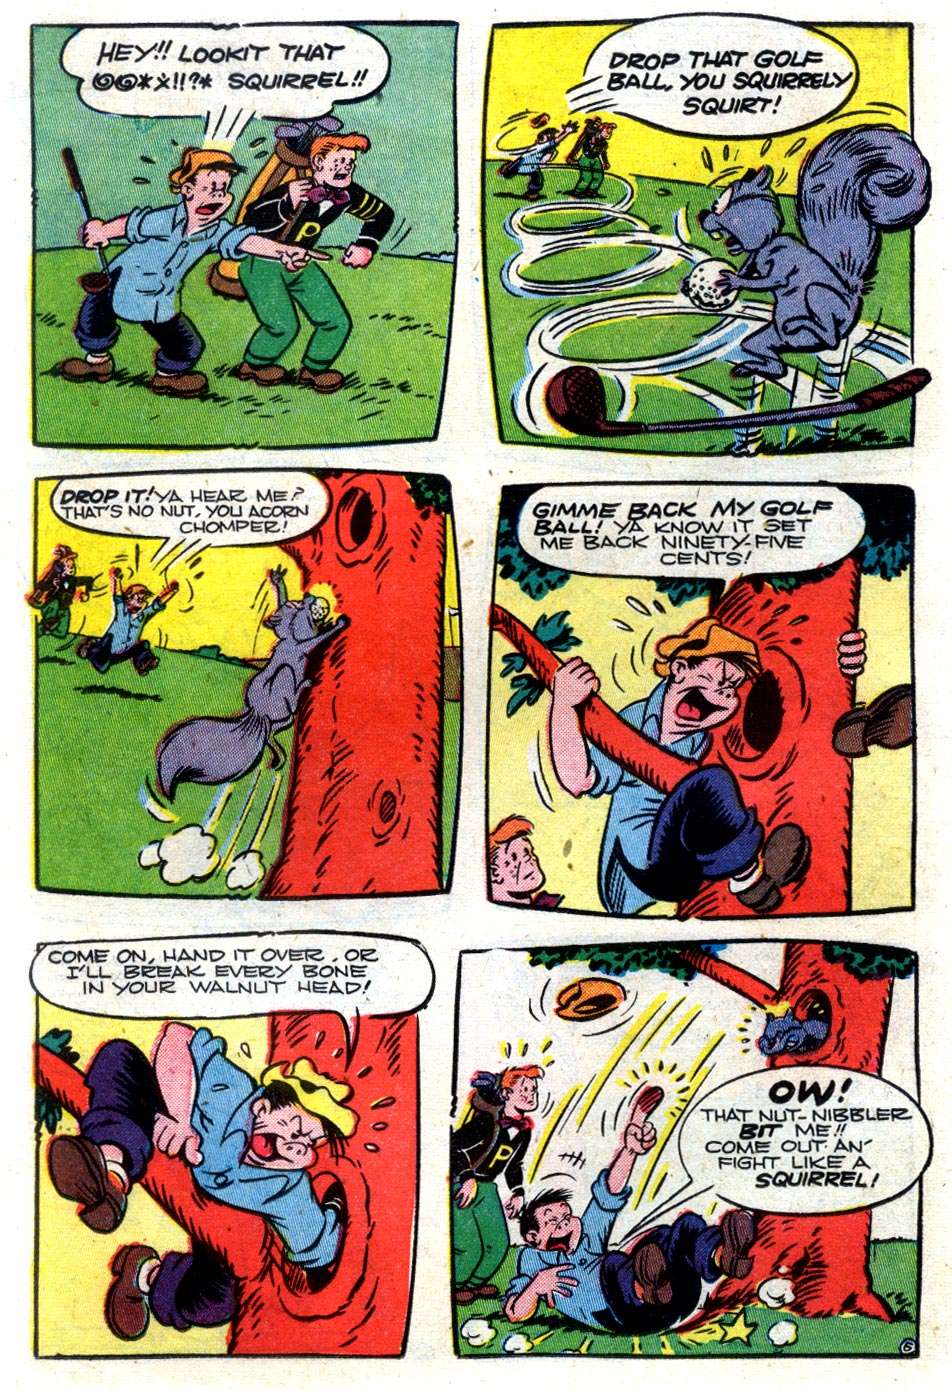 HEY!! LOOKIT THAT
@@*X!!?* SQUIRREL!!
P
DROP THAT GOLF
BALL, YOU SQUIRRELY
SQUIRT!
DROP IT! YA HEAR ME?
THAT'S NO NUT, YOU ACORN
CHOMPER!
GIMME BACK MY GOLF
BALL! YA KNOW IT SET
ME BACK NINETY-FIVE
CENTS!
COME ON, HAND IT OVER, OR
I'LL BREAK EVERY BONE
IN YOUR WALNUT HEAD!
OW!
THAT NUT-NIBBLER
BIT ME!!
COME OUT AN'
FIGHT LIKE A
SQUIRREL!
P
6